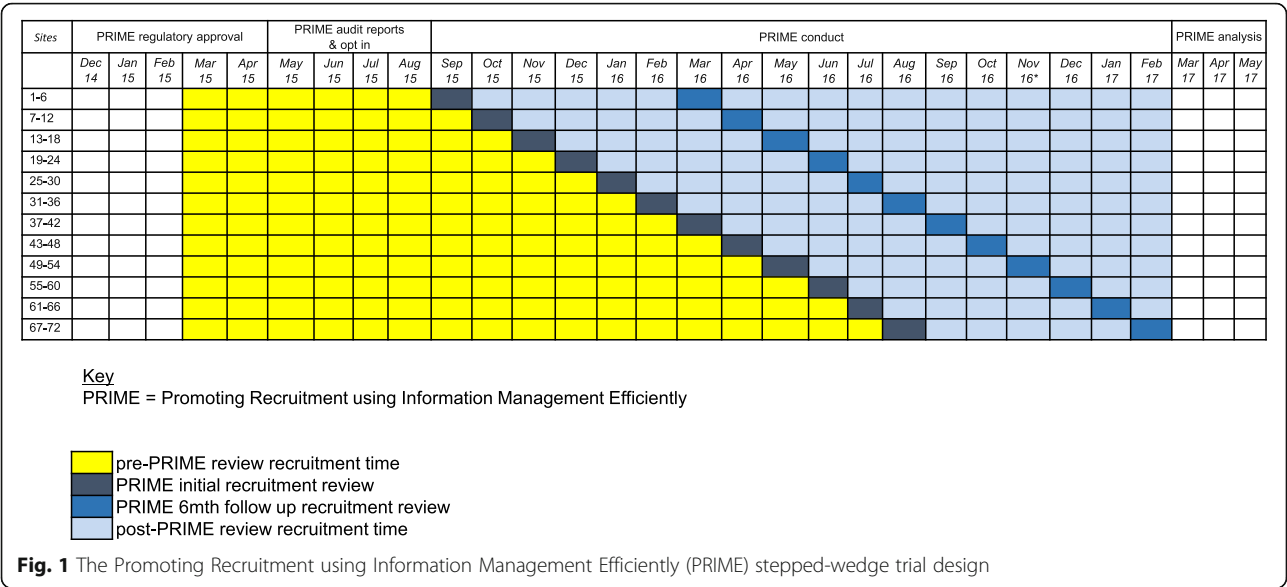 Sites PRIME regulatory approval PRIME audit reports & opt in PRIME conduct PRIME analysis
Dec 14 Jan 15 Feb 15 Mar 15 Apr 15 May 15 Jun 15 Jul 15 Aug 15 Sep 15 Oct 15 Nov 15 Dec 15 Jan 16 Feb 16 Mar 16 Apr 16 May 16 Jun 16 Jul 16 Aug 16 Sep 16 Oct 16 Nov 16* Dec 16 Jan 17 Feb 17 Mar 17 Apr 17 May 17
1-6
7-12
13-18
19-24
25-30
31-36
37-42
43-48
49-54
55-60
61-66
67-72
Key
PRIME = Promoting Recruitment using Information Management Efficiently
pre-PRIME review recruitment time
PRIME initial recruitment review
PRIME 6mth follow up recruitment review
post-PRIME review recruitment time
Fig. 1 The Promoting Recruitment using Information Management Efficiently (PRIME) stepped-wedge trial design